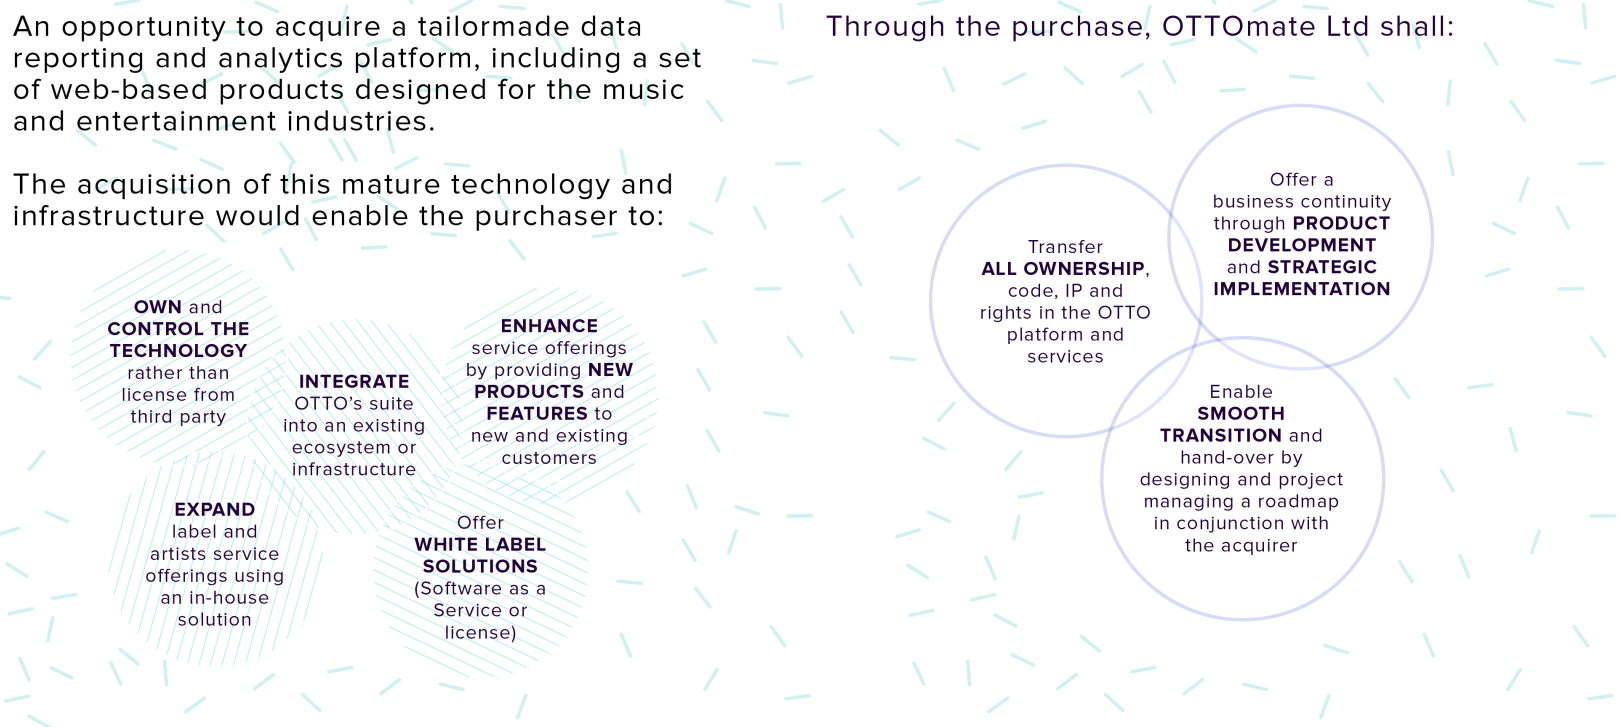 An opportunity to acquire a tailormade data
reporting and analytics platform, including a set
of web-based products designed for the music
and entertainment industries.
The acquisition of this mature technology and
infrastructure would enable the purchaser to:
OWN and
CONTROL THE
TECHNOLOGY
rather than
license from
third party
INTEGRATE
OTTO's suite
into an existing
ecosystem or
infrastructure
ENHANCE
service offerings
by providing NEW
PRODUCTS and
FEATURES to
new and existing
customers
EXPAND
label and
artists service
offerings using
an in-house
solution
Offer
WHITE LABEL
SOLUTIONS
(Software as a
Service or
license)
Through the purchase, OTTOmate Ltd shall:
Transfer
ALL OWNERSHIP,
code, IP and
rights in the OTTO
platform and
services
Offer a
business continuity
through PRODUCT
DEVELOPMENT
and STRATEGIC
IMPLEMENTATION
Enable
SMOOTH
TRANSITION and
hand-over by
designing and project
managing a roadmap
in conjunction with
the acquirer